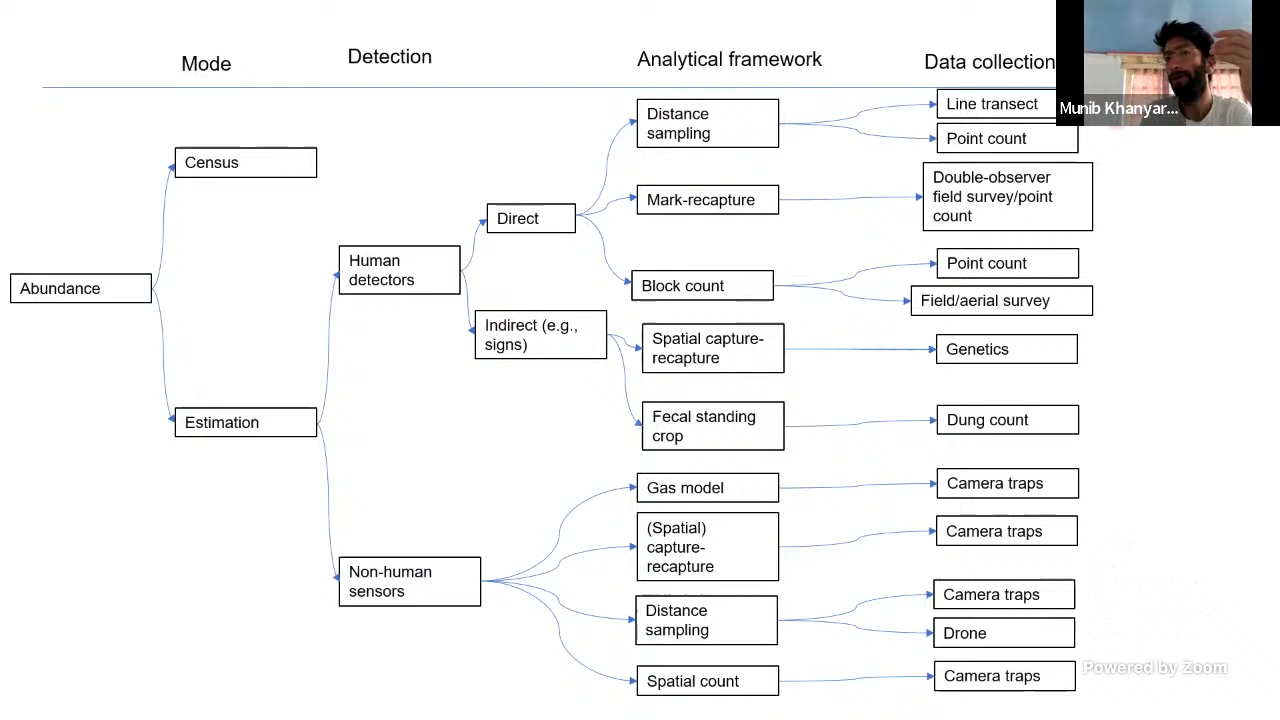 Mode
Detection
Analytical framework
Data collection
Munib Khanyar...
Abundance
Census
Estimation
Human
detectors
Non-human
sensors
Direct
Indirect (e.g.,
signs)
Distance
sampling
Mark-recapture
Block count
Spatial capture-
recapture
Fecal standing
crop
Gas model
(Spatial)
capture-
recapture
Distance
sampling
Spatial count
Line transect
Point count
Double-observer
field survey/point
count
Point count
Field/aerial survey
Genetics
Dung count
Camera traps
Camera traps
Camera traps
Drone
Camera traps
Powered by Zoom